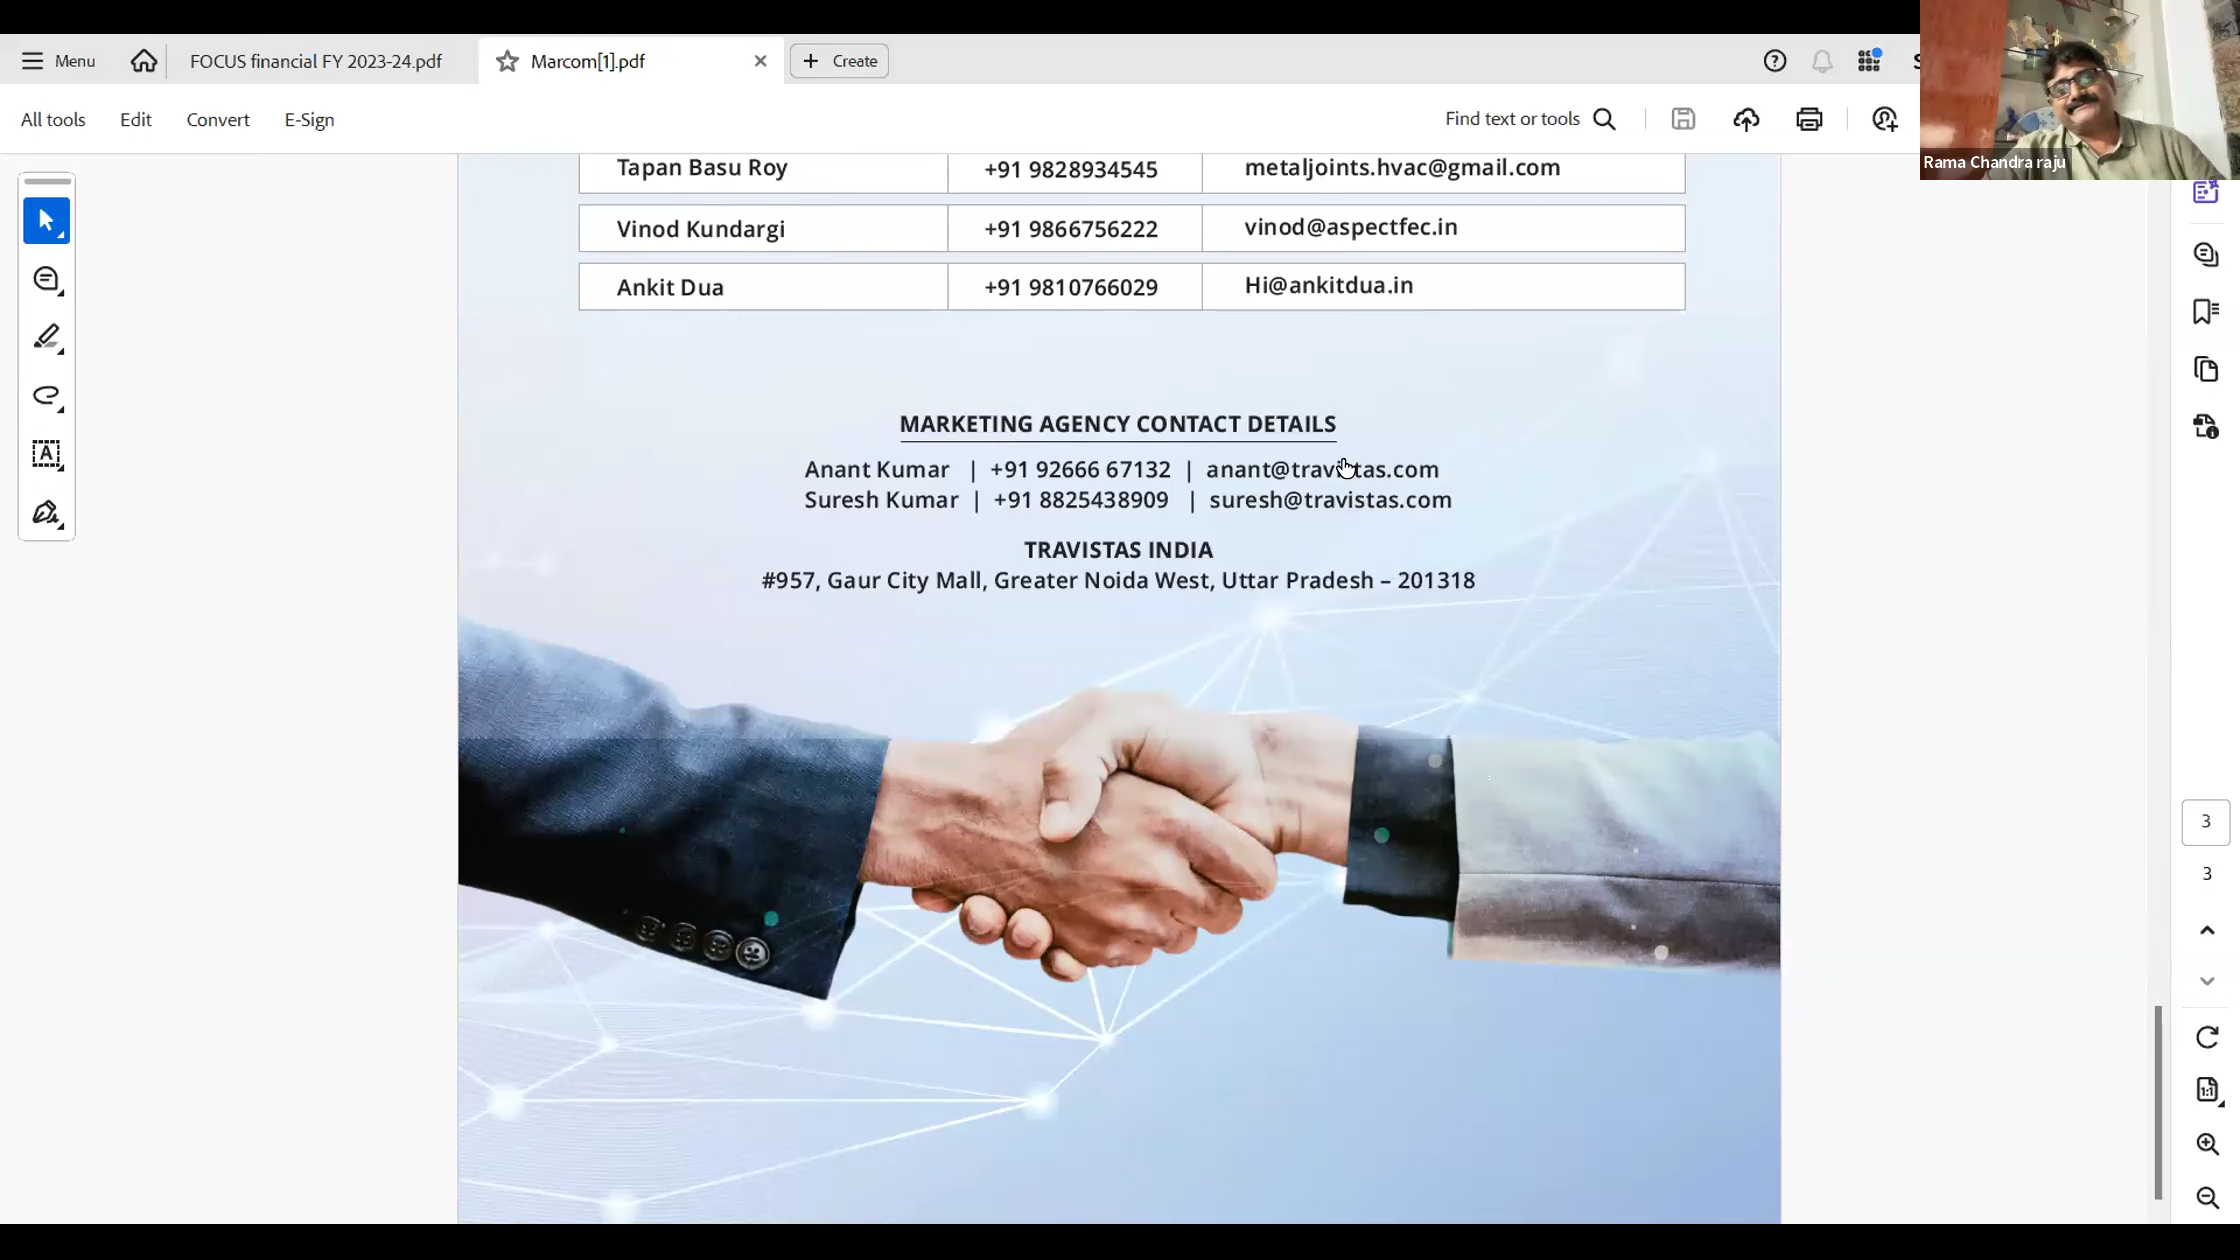 Menu
FOCUS financial FY 2023-24.pdf
Marcom[1].pdf
Create
All tools
Edit
Convert
E-Sign
Find text or tools
Rama Chandra raju
Tapan Basu Roy +91 9828934545 metaljoints.hvac@gmail.com
Vinod Kundargi +91 9866756222 vinod@aspectfec.in
Ankit Dua +91 9810766029 Hi@ankitdua.in
MARKETING AGENCY CONTACT DETAILS
Anant Kumar | +91 92666 67132 | anant@travistas.com
Suresh Kumar | +91 8825438909 | suresh@travistas.com
TRAVISTAS INDIA
#957, Gaur City Mall, Greater Noida West, Uttar Pradesh – 201318
3
3